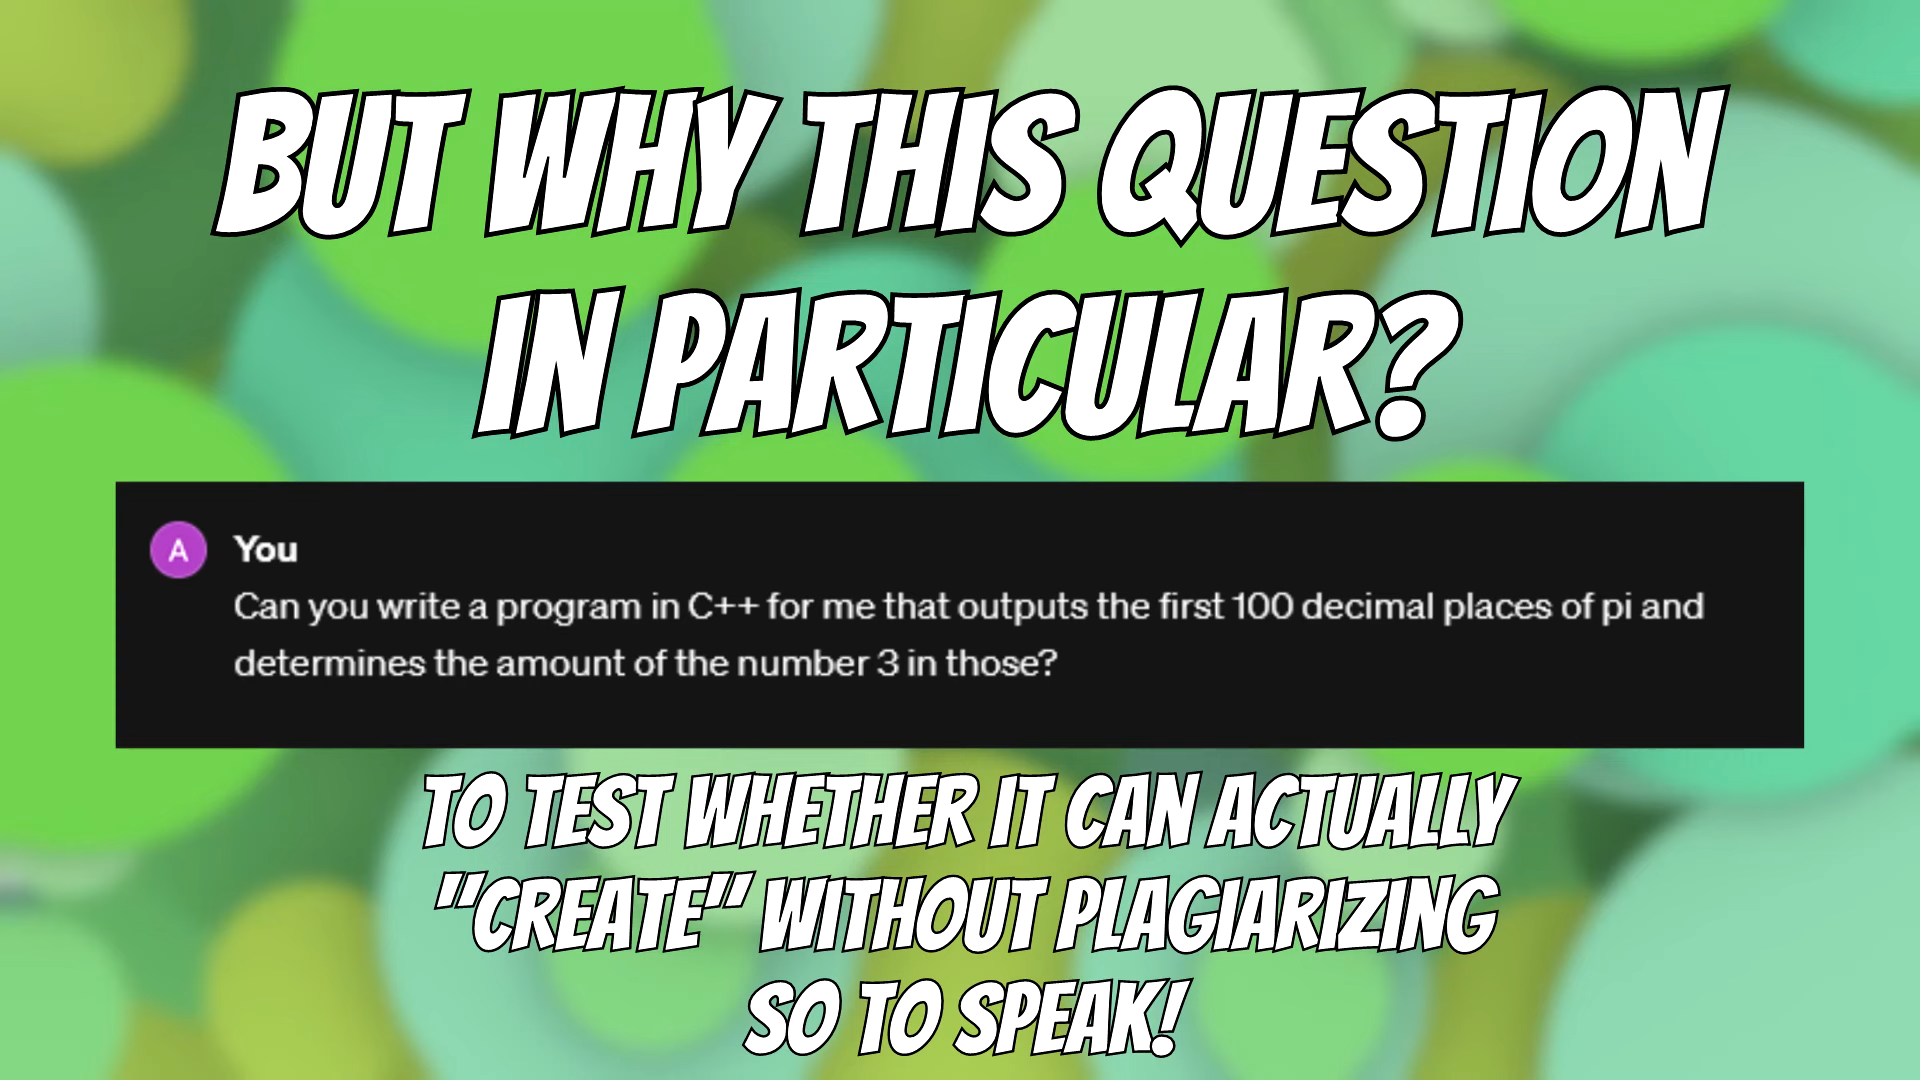 BUT WHY THIS QUESTION
IN PARTICULAR?
A
You
Can you write a program in C++ for me that outputs the first 100 decimal places of pi and
determines the amount of the number 3 in those?
TO TEST WHETHER IT CAN ACTUALLY
"CREATE" WITHOUT PLAGIARIZING
SO TO SPEAK!